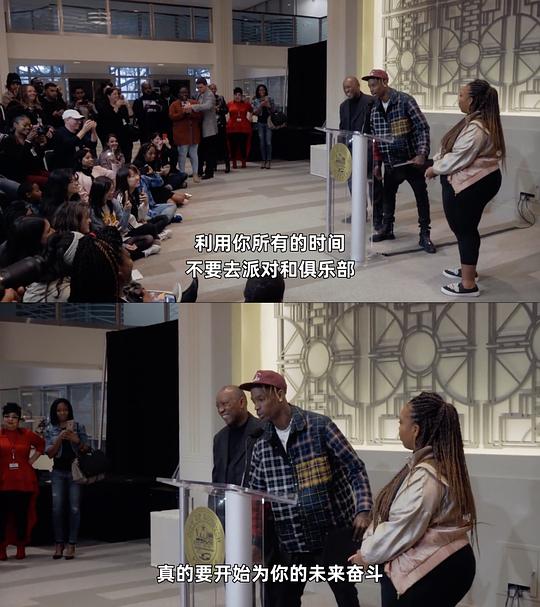 利用你所有的时间
不要去派对和俱乐部
真的要开始为你的未来奋斗